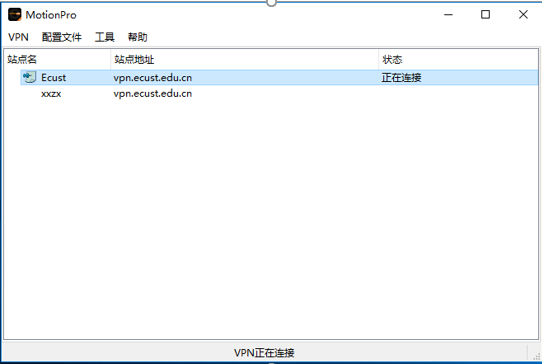 MotionPro
VPN 配置文件 工具 帮助
站点名 站点地址 状态
Ecust vpn.ecust.edu.cn 正在连接
xxzx vpn.ecust.edu.cn
VPN正在连接